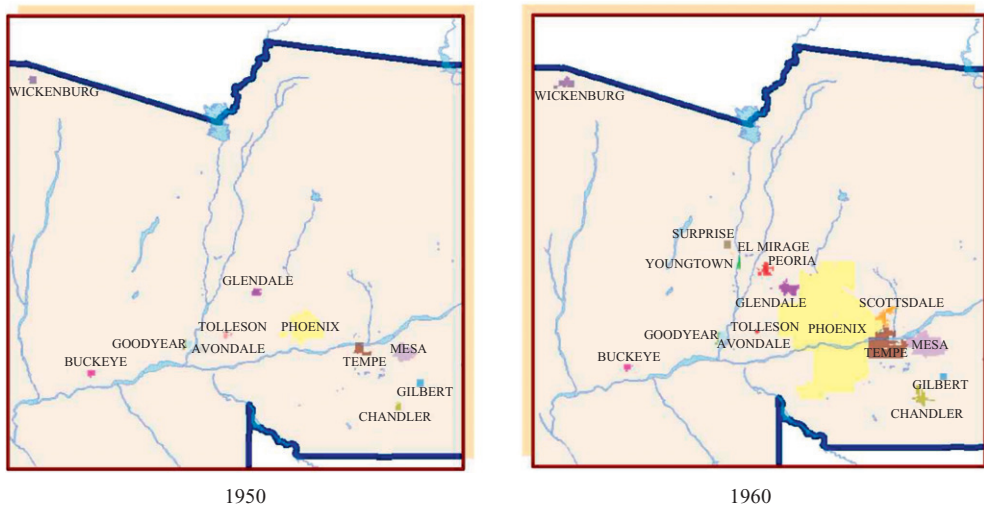 WICKENBURG
GLENDALE
TOLLESON
PHOENIX
GOODYEAR
AVONDALE
MESA
BUCKEYE
TEMPE
GILBERT
CHANDLER
1950
WICKENBURG
SURPRISE
EL MIRAGE
YOUNGTOWN
PEORIA
GLENDALE
SCOTTSDALE
TOLLESON
PHOENIX
GOODYEAR
AVONDALE
MESA
BUCKEYE
TEMPE
GILBERT
CHANDLER
1960